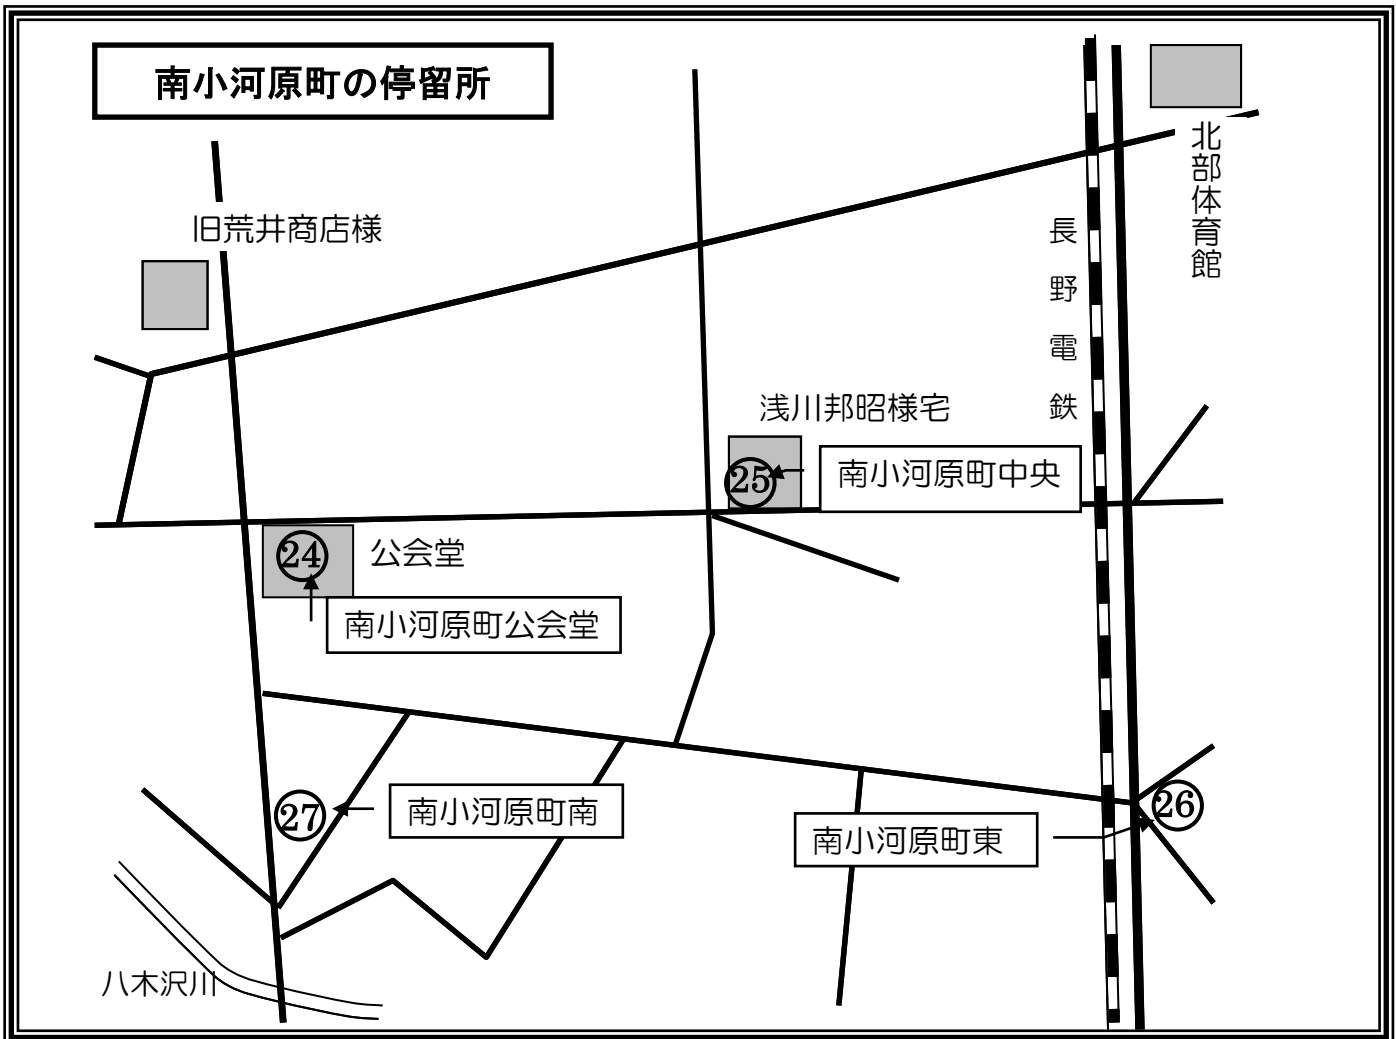 南小河原町の停留所
北部体育館
旧荒井商店様
長野電鉄
浅川邦昭様宅
25
南小河原町中央
24
公会堂
南小河原町公会堂
27
南小河原町南
26
南小河原町東
八木沢川